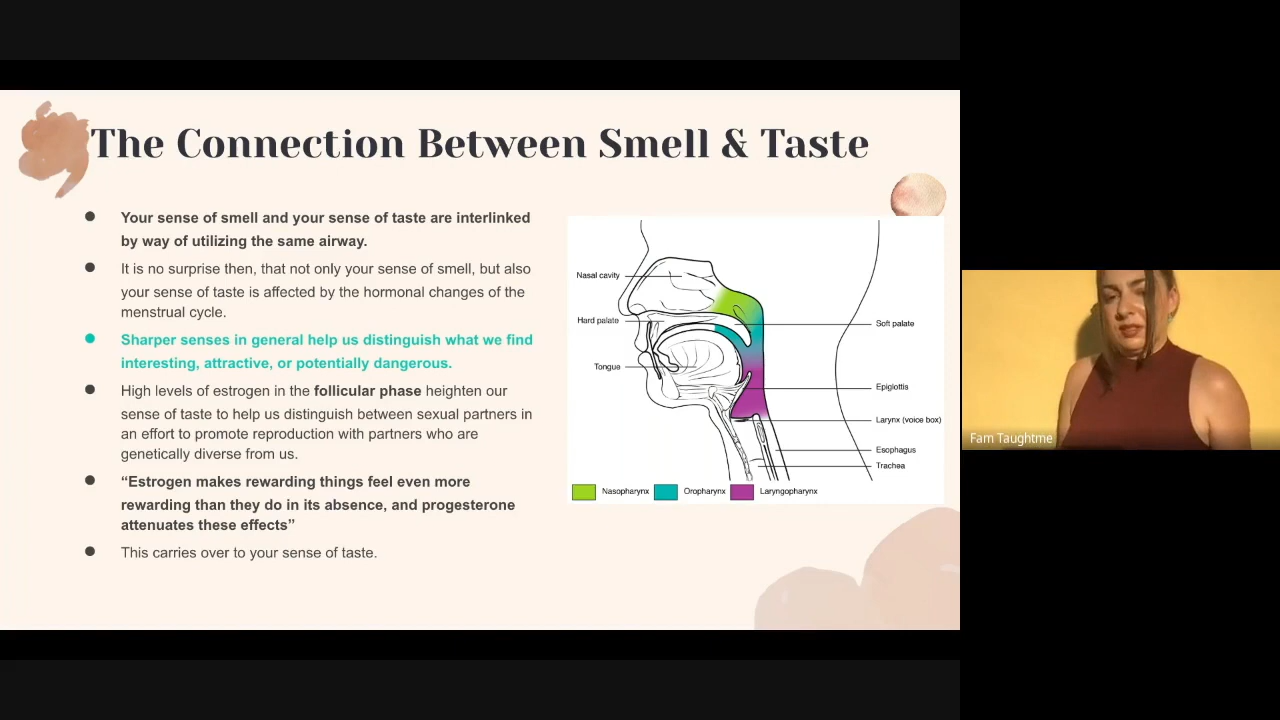 The Connection Between Smell & Taste
● Your sense of smell and your sense of taste are interlinked
by way of utilizing the same airway.
● It is no surprise then, that not only your sense of smell, but also
your sense of taste is affected by the hormonal changes of the
menstrual cycle.
● Sharper senses in general help us distinguish what we find
interesting, attractive, or potentially dangerous.
● High levels of estrogen in the follicular phase heighten our
sense of taste to help us distinguish between sexual partners in
an effort to promote reproduction with partners who are
genetically diverse from us.
● “Estrogen makes rewarding things feel even more
rewarding than they do in its absence, and progesterone
attenuates these effects”
● This carries over to your sense of taste.
Nasal cavity
Hard palate
Tongue
Soft palate
Epiglottis
Larynx (voice box)
Esophagus
Trachea
Nasopharynx Oropharynx Laryngopharynx
Fam Taughtme